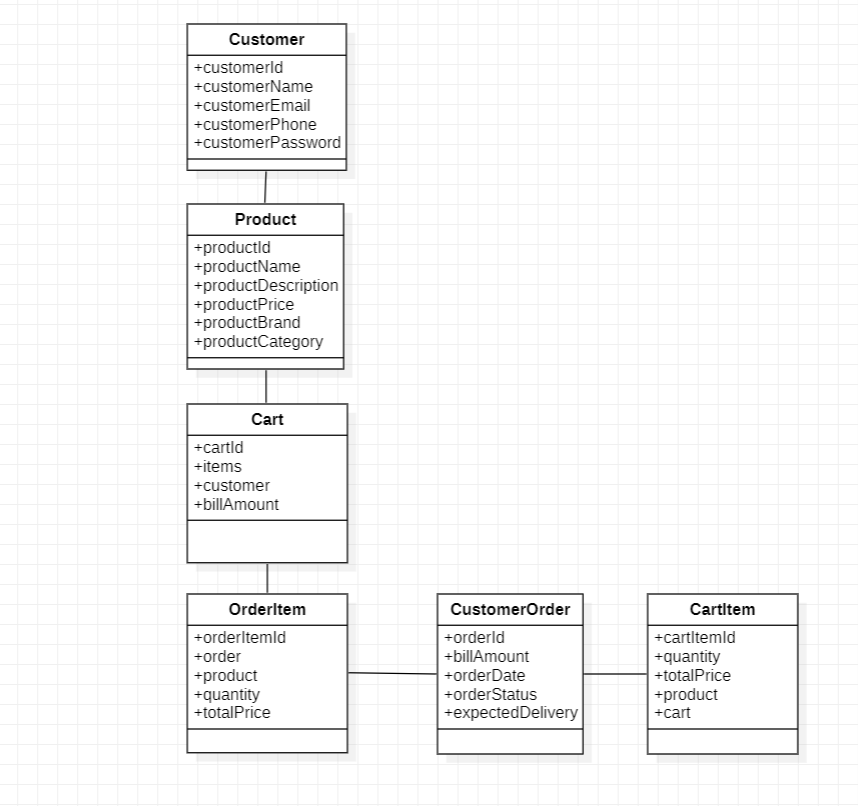 Customer
+customerId
+customerName
+customerEmail
+customerPhone
+customerPassword
Product
+productId
+productName
+productDescription
+productPrice
+productBrand
+productCategory
Cart
+cartId
+items
+customer
+billAmount
OrderItem
+orderItemId
+order
+product
+quantity
+totalPrice
CustomerOrder
+orderId
+billAmount
+orderDate
+orderStatus
+expectedDelivery
CartItem
+cartItemId
+quantity
+totalPrice
+product
+cart